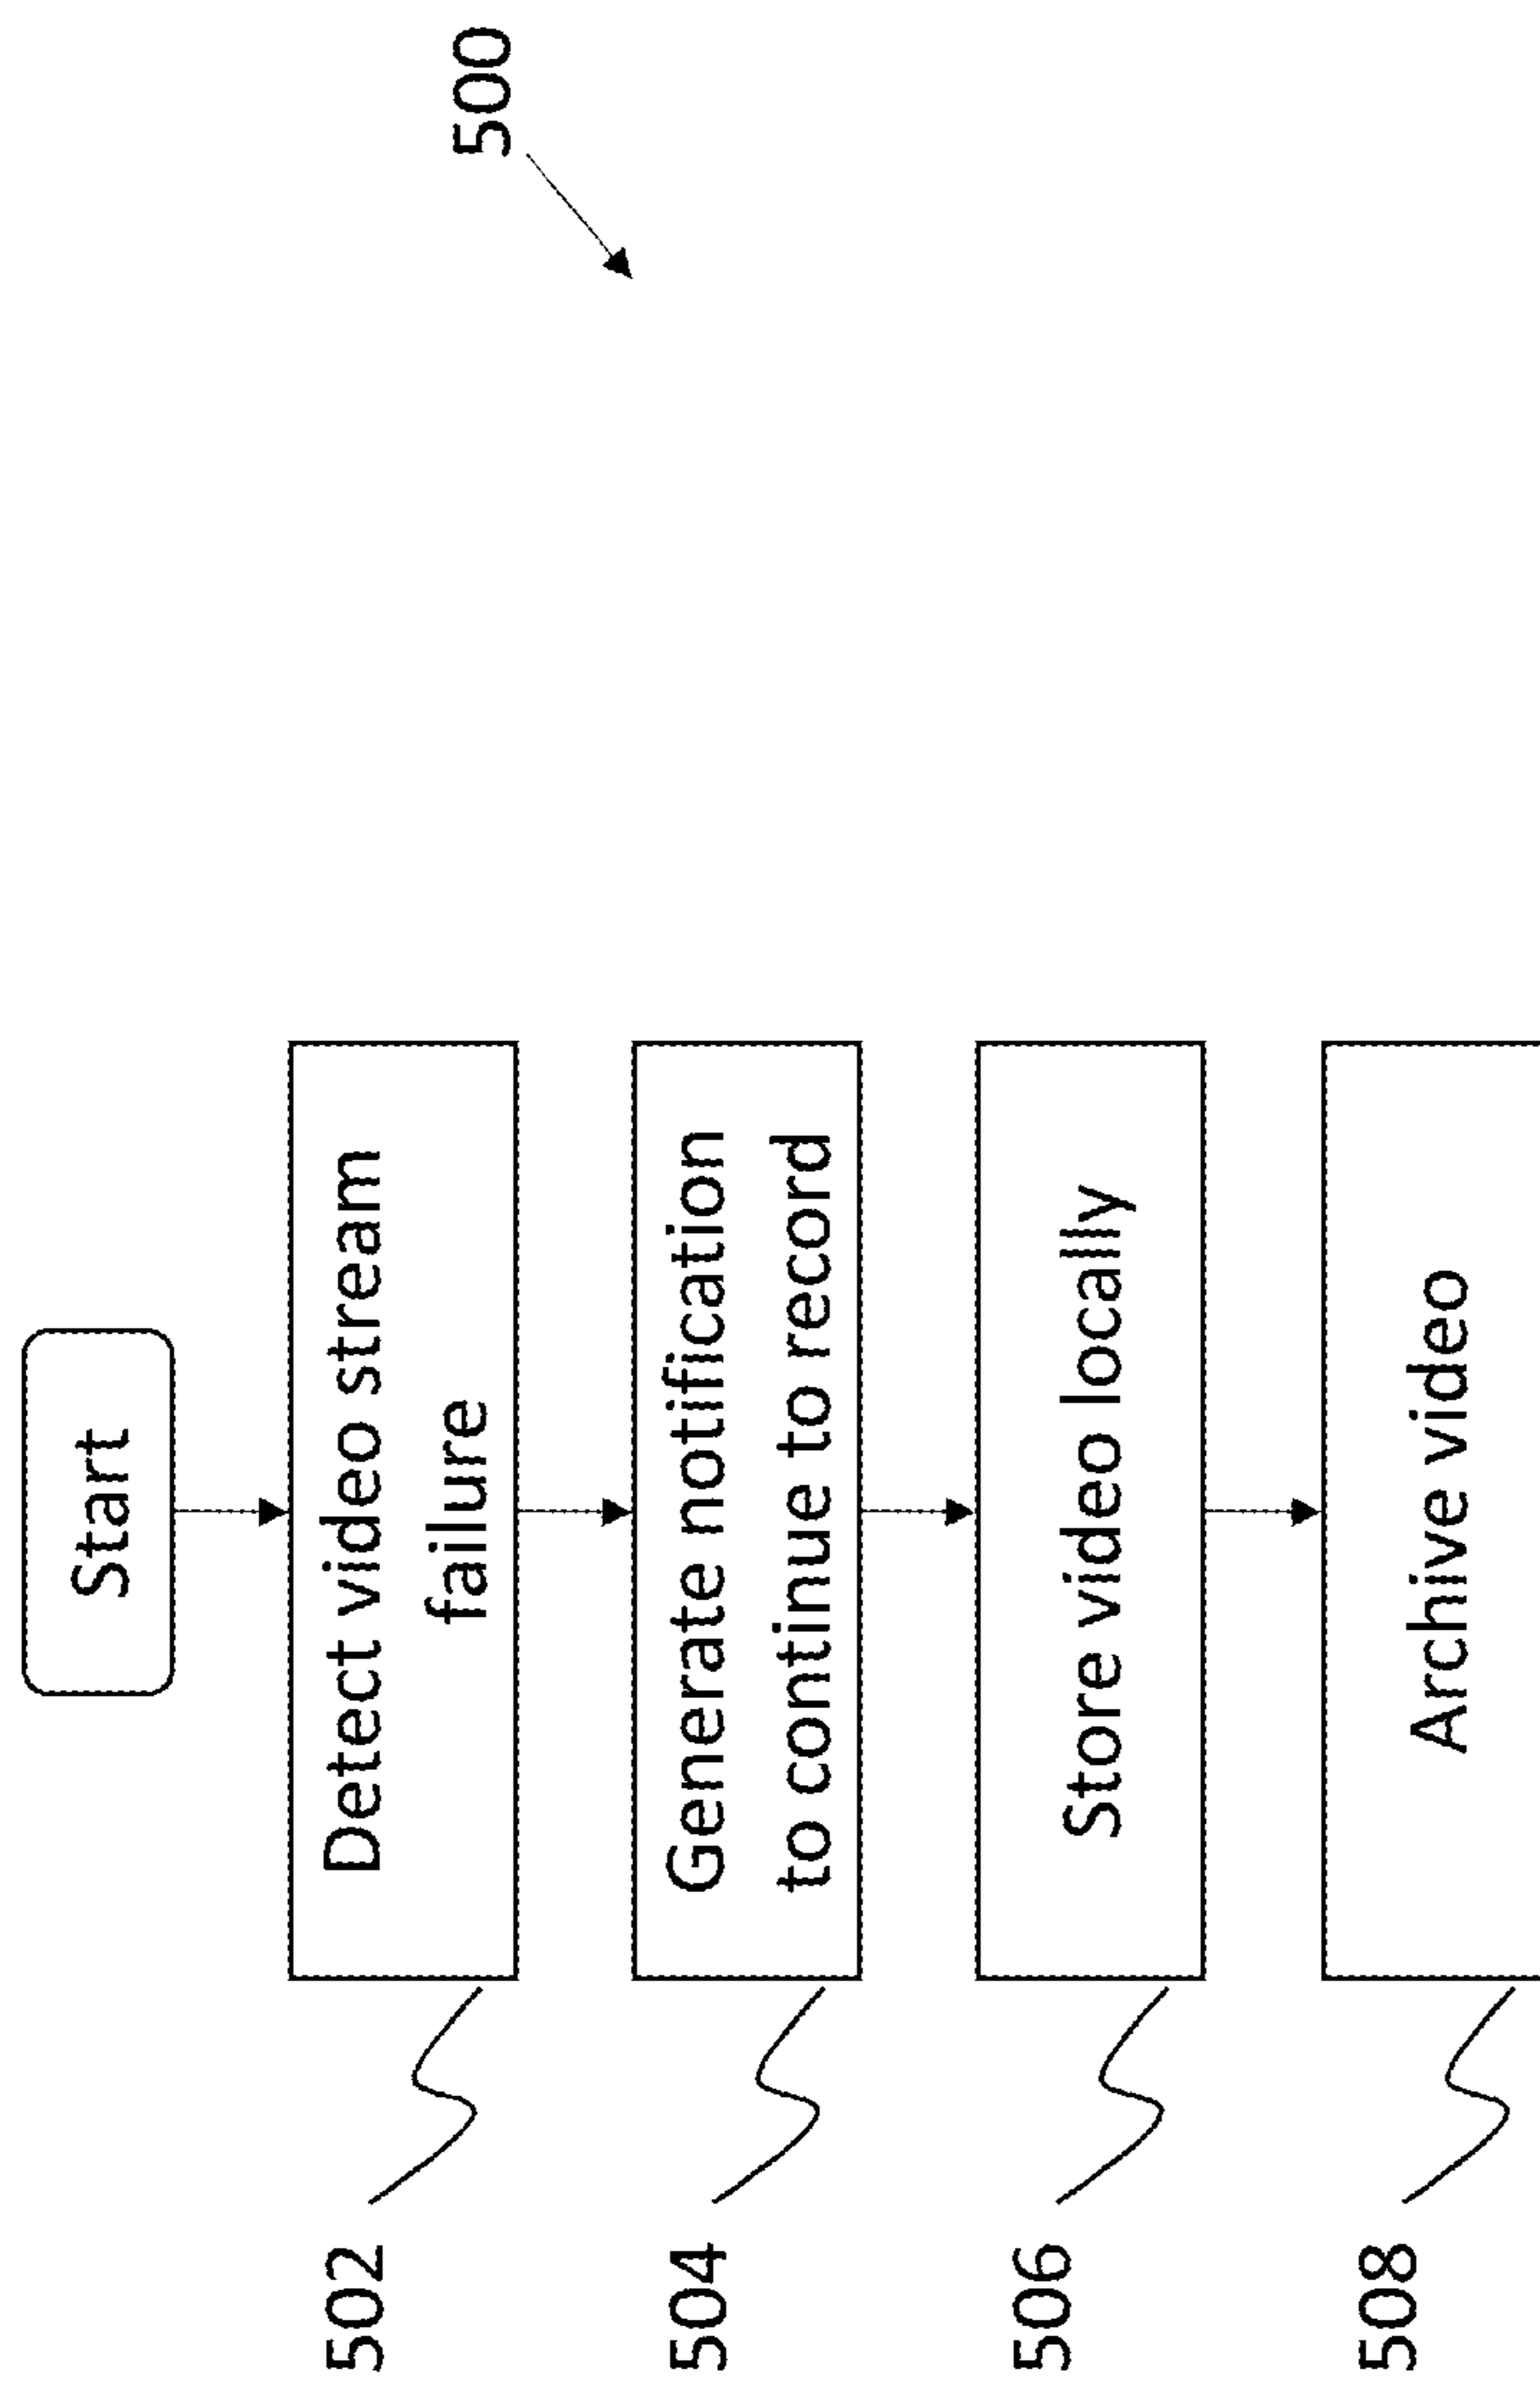 500
Start
502
Detect video stream
failure
504
Generate notification
to continue to record
506
Store video locally
508
Archive video